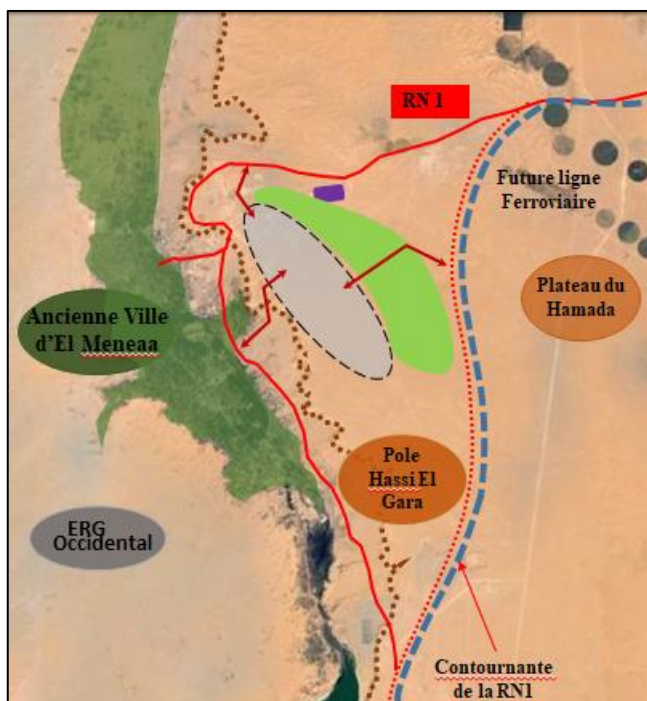 RN 1
Future ligne
Ferroviaire
Plateau du
Hamada
Ancienne Ville
d'El Meneaa
Pole
Hassi El
Gara
ERG
Occidental
Contournante
de la RN1